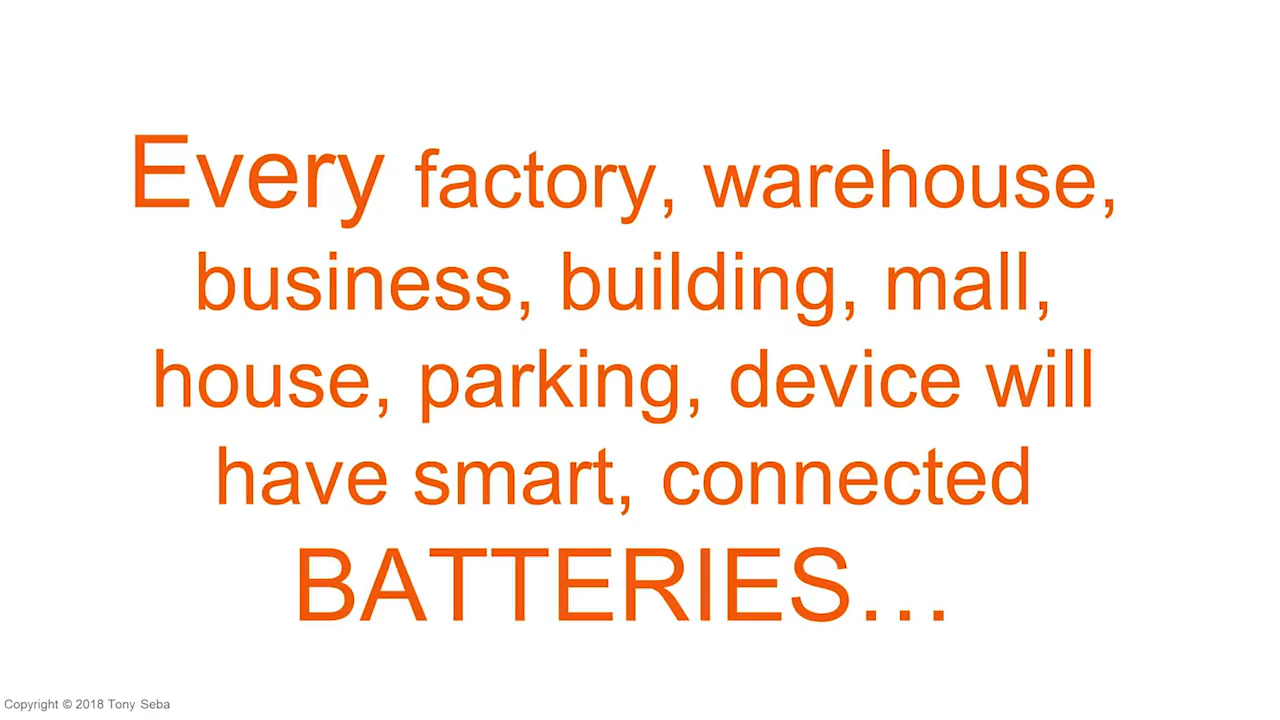 Every factory, warehouse,
business, building, mall,
house, parking, device will
have smart, connected
BATTERIES…
Copyright © 2018 Tony Seba